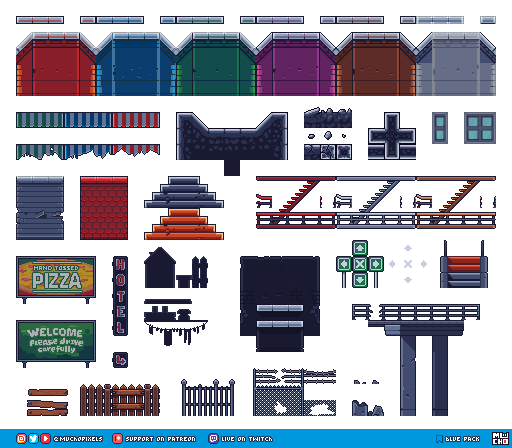 HAND TOSSED
PIZZA
HOTEL
WELCOME
Please drive
carefully
@MUCHOPIXELS
SUPPORT ON PATREON
LIVE ON TWITCH
BLUE PACK
MU
CHO